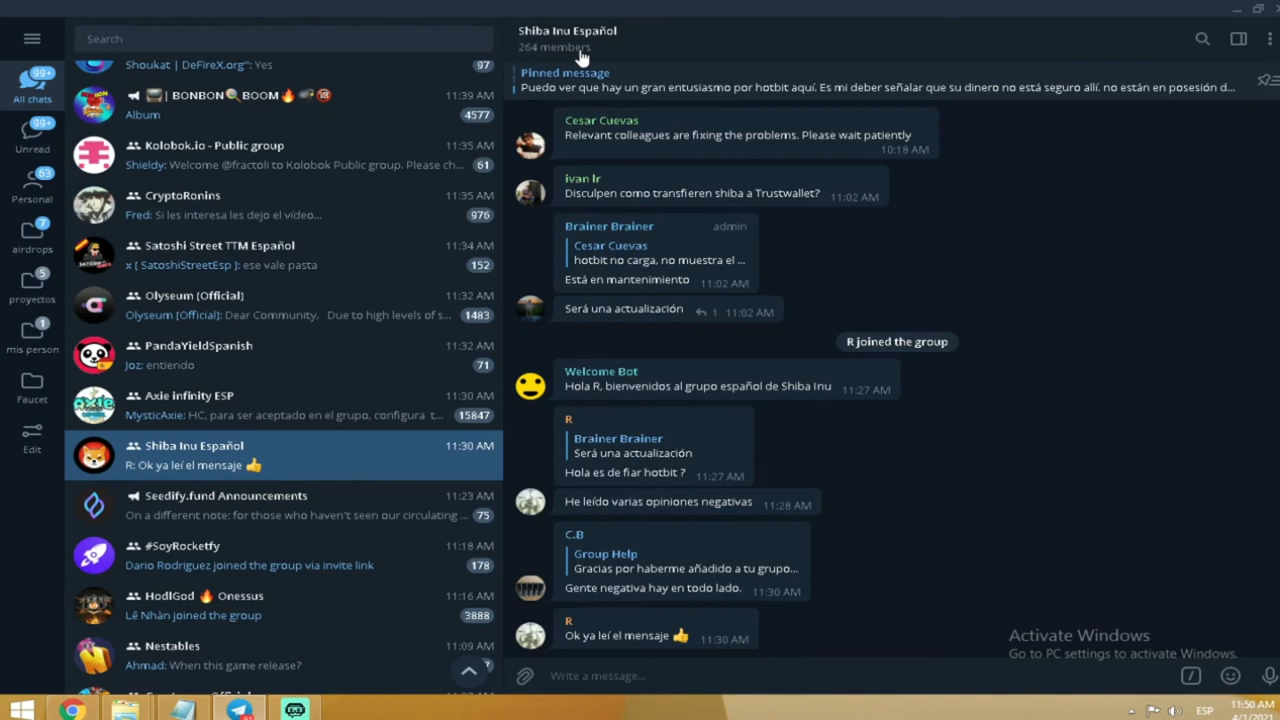 Search
99+
All chats
99+
Unread
63
Personal
7
airdrops
5
proyectos
1
mis person
Faucet
Edit
Shoukat | DeFireX.org": Yes
97
| BONBON BOOM
11:39 AM
Album
4577
Kolobok.io - Public group
11:35 AM
Shieldy: Welcome @fractoli to Kolobok Public group. Please ch...
61
CryptoRonins
11:35 AM
Fred: Si les interesa les dejo el vídeo...
976
Satoshi Street TTM Español
11:34 AM
x [ SatoshiStreetEsp ]: ese vale pasta
152
Olyseum (Official)
11:32 AM
Olyseum [Official]: Dear Community, Due to high levels of s...
1483
PandaYieldSpanish
11:32 AM
Joz: entiendo
71
Axie infinity ESP
11:30 AM
MysticAxie: HC, para ser aceptado en el grupo, configura t...
15847
Shiba Inu Español
11:30 AM
R: Ok ya leí el mensaje 👍
Seedify.fund Announcements
11:23 AM
On a different note: for those who haven't seen our circulating ...
75
#SoyRocketfy
11:18 AM
Dario Rodriguez joined the group via invite link
178
HodlGod 🔥 Onessus
11:16 AM
Lê Nhàn joined the group
3888
Nestables
11:09 AM
Ahmad: When this game release?
Shiba Inu Español
264 members
Pinned message
Puedo ver que hay un gran entusiasmo por hotbit aquí. Es mi deber señalar que su dinero no está seguro allí. no están en posesión d...
Cesar Cuevas
Relevant colleagues are fixing the problems. Please wait patiently
10:18 AM
ivan lr
Disculpen como transfieren shiba a Trustwallet? 11:02 AM
Brainer Brainer admin
Cesar Cuevas
hotbit no carga, no muestra el ...
Está en mantenimiento 11:02 AM
Será una actualización 1 11:02 AM
R joined the group
Welcome Bot
Hola R, bienvenidos al grupo español de Shiba Inu 11:27 AM
R
Brainer Brainer
Será una actualización
Hola es de fiar hotbit ? 11:27 AM
He leído varias opiniones negativas 11:28 AM
C.B
Group Help
Gracias por haberme añadido a tu grupo...
Gente negativa hay en todo lado. 11:30 AM
R
Ok ya leí el mensaje 👍 11:30 AM
Activate Windows
Go to PC settings to activate Windows.
Write a message...
ESP
11:50 AM
4/1/2021